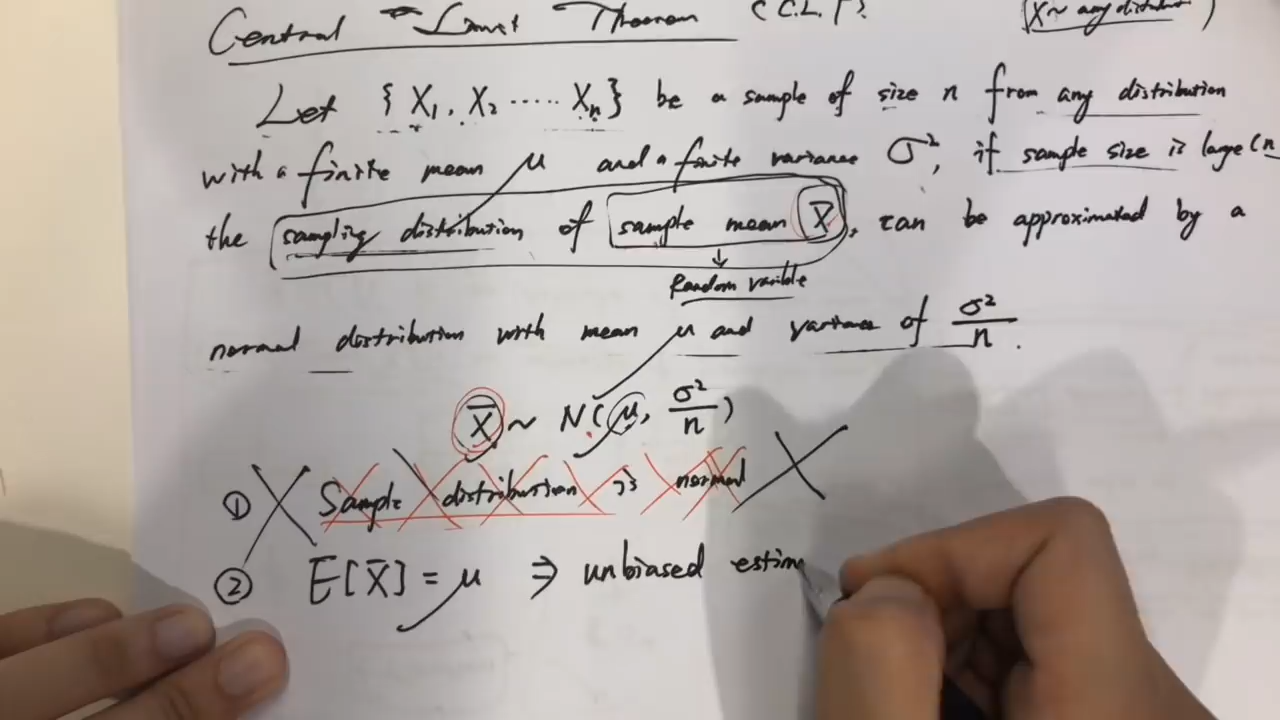 Central Limit Theorem (C.L.T). (X ~ any distribut
Let {X₁, X₂ ..... Xₙ} be a sample of size n from any distribution
with a finite mean μ and a finite variance σ², if sample size is large (n
the sampling distribution of sample mean X̅, can be approximated by a
↓
Random varible
normal distribution with mean μ and variance of σ²/n.
X̅ ~ N(μ, σ²/n)
① Sample distribution is normal
② E[X̅] = μ ⇒ unbiased estim